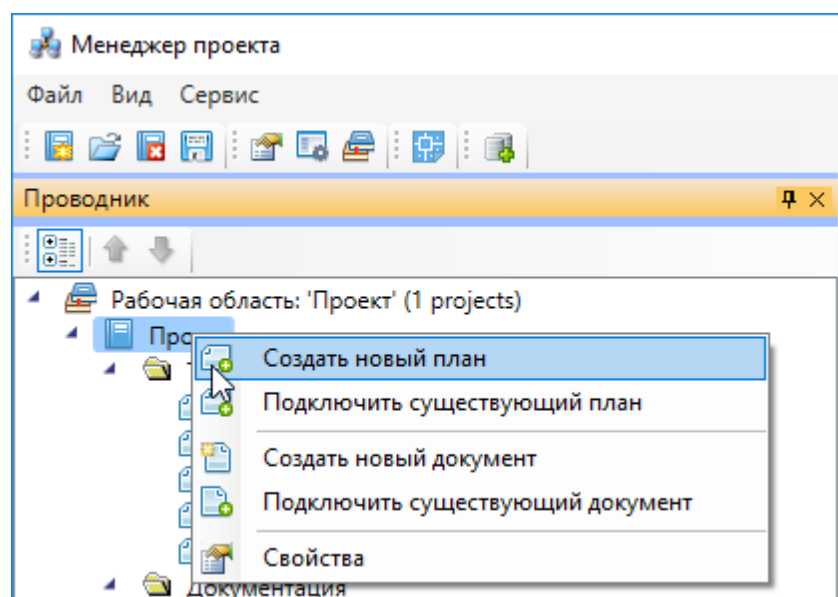 Менеджер проекта
Файл Вид Сервис
Проводник
Рабочая область: 'Проект' (1 projects)
Создать новый план
Подключить существующий план
Создать новый документ
Подключить существующий документ
Свойства
Документация